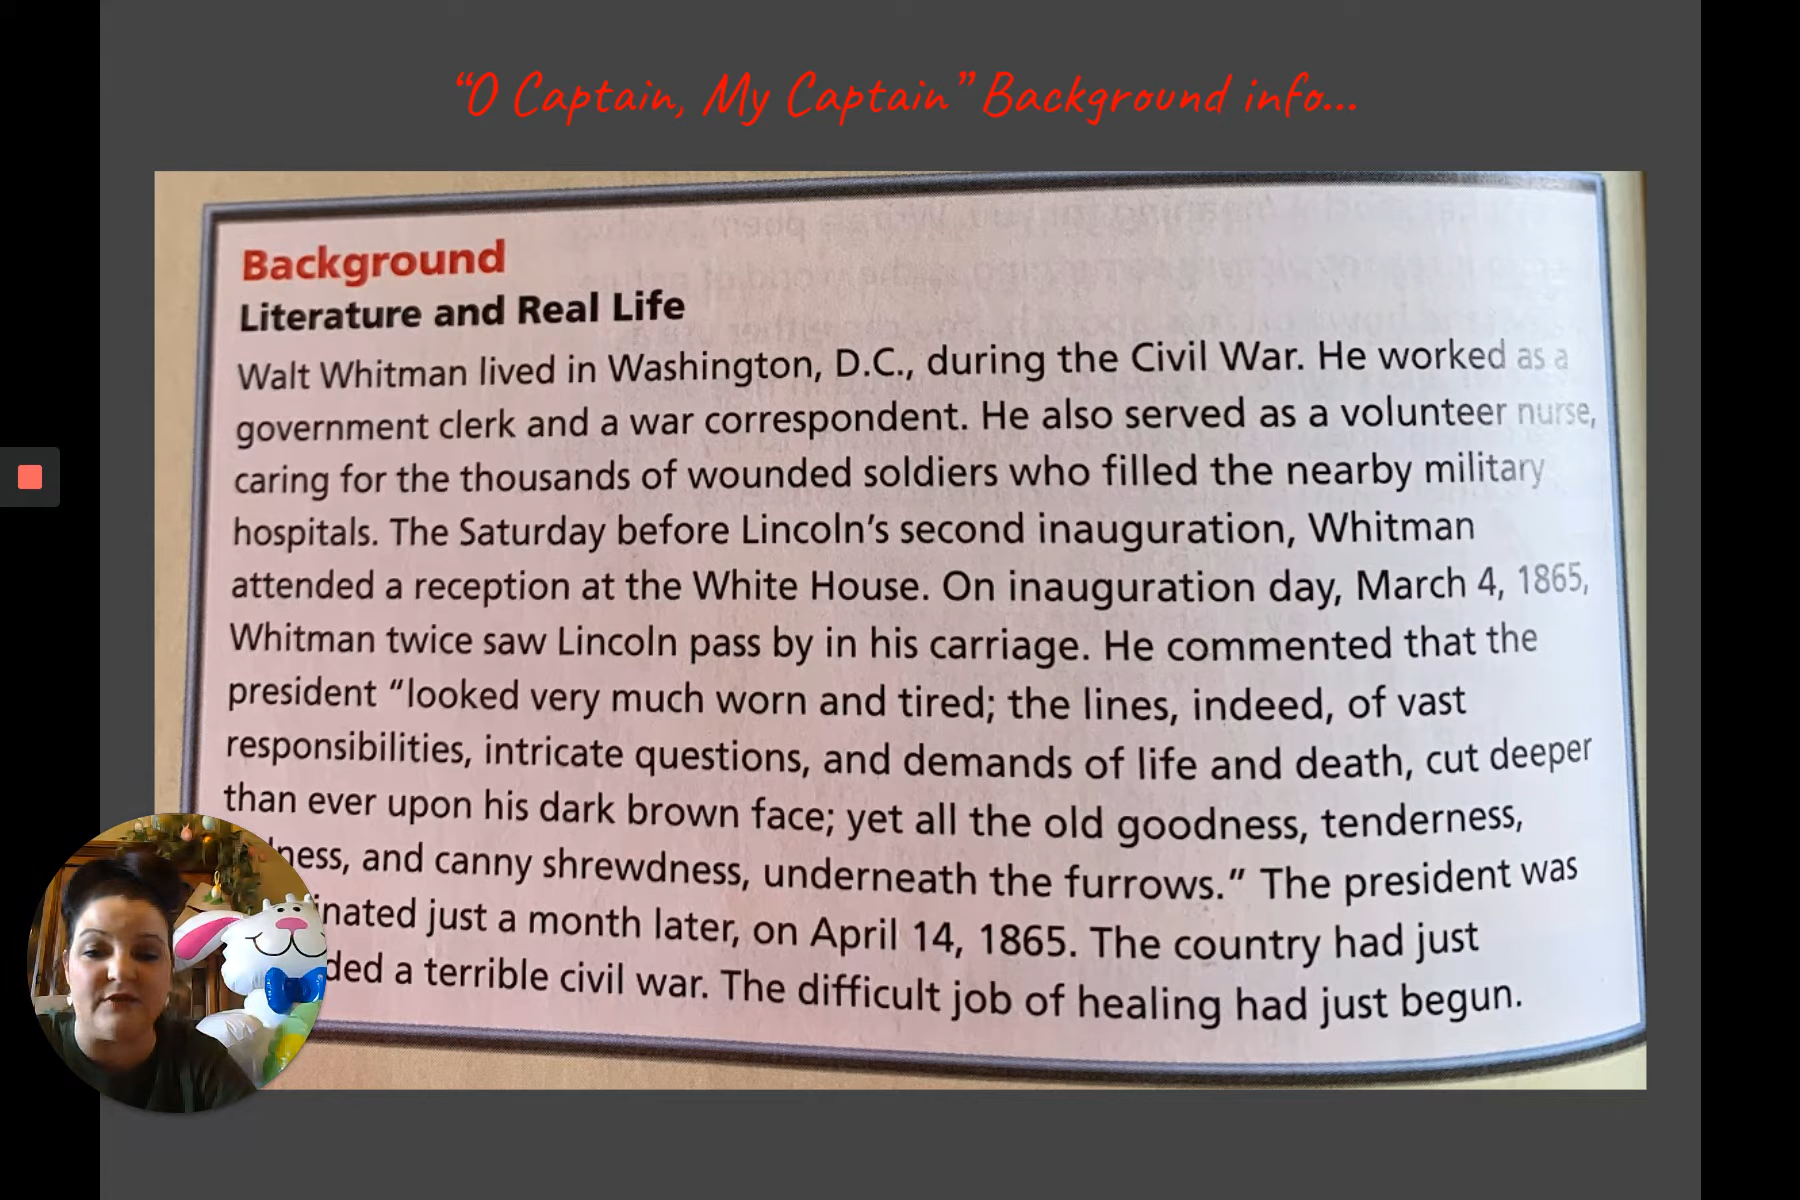 “O Captain, My Captain” Background info...
Background
Literature and Real Life
Walt Whitman lived in Washington, D.C., during the Civil War. He worked as a
government clerk and a war correspondent. He also served as a volunteer nurse,
caring for the thousands of wounded soldiers who filled the nearby military
hospitals. The Saturday before Lincoln’s second inauguration, Whitman
attended a reception at the White House. On inauguration day, March 4, 1865,
Whitman twice saw Lincoln pass by in his carriage. He commented that the
president “looked very much worn and tired; the lines, indeed, of vast
responsibilities, intricate questions, and demands of life and death, cut deeper
than ever upon his dark brown face; yet all the old goodness, tenderness,
and canny shrewdness, underneath the furrows.” The president was
just a month later, on April 14, 1865. The country had just
a terrible civil war. The difficult job of healing had just begun.